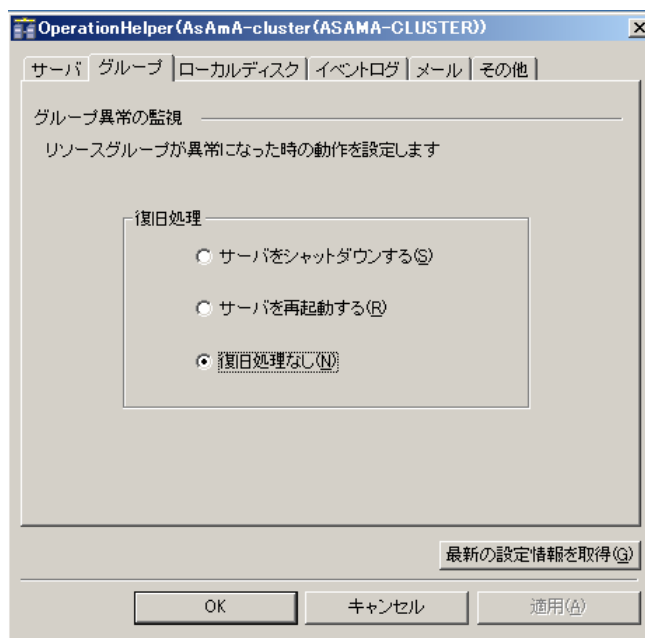 OperationHelper(AsAmA-cluster(ASAMA-CLUSTER))
サーバ グループ ローカルディスク イベントログ メール その他
グループ異常の監視
リソースグループが異常になった時の動作を設定します
復旧処理
サーバをシャットダウンする(S)
サーバを再起動する(R)
復旧処理なし(N)
最新の設定情報を取得(G)
OK キャンセル 適用(A)